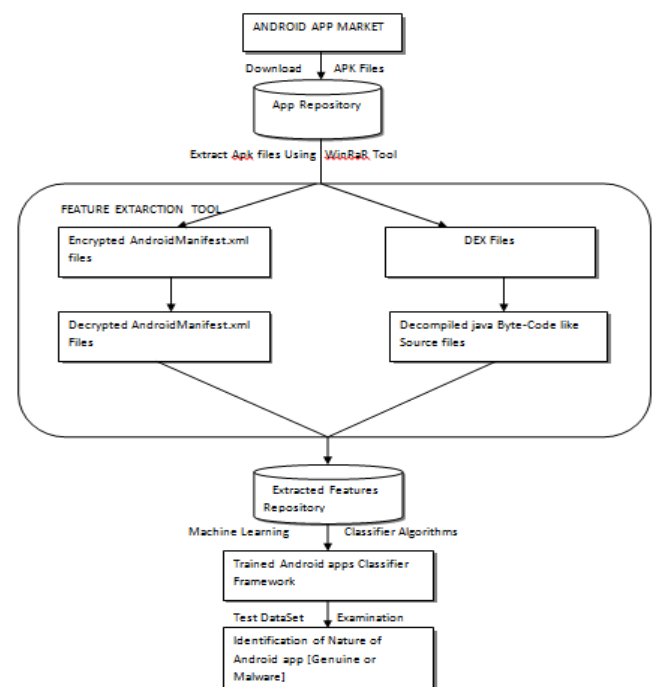 ANDROID APP MARKET
Download APK Files
App Repository
Extract Apk files Using WinRaR Tool
FEATURE EXTARCTION TOOL
Encrypted AndroidManifest.xml
files
DEX Files
Decrypted AndroidManifest.xml
Files
Decompiled java Byte-Code like
Source files
Extracted Features
Repository
Machine Learning Classifier Algorithms
Trained Android apps Classifier
Framework
Test DataSet Examination
Identification of Nature of
Android app [Genuine or
Malware]